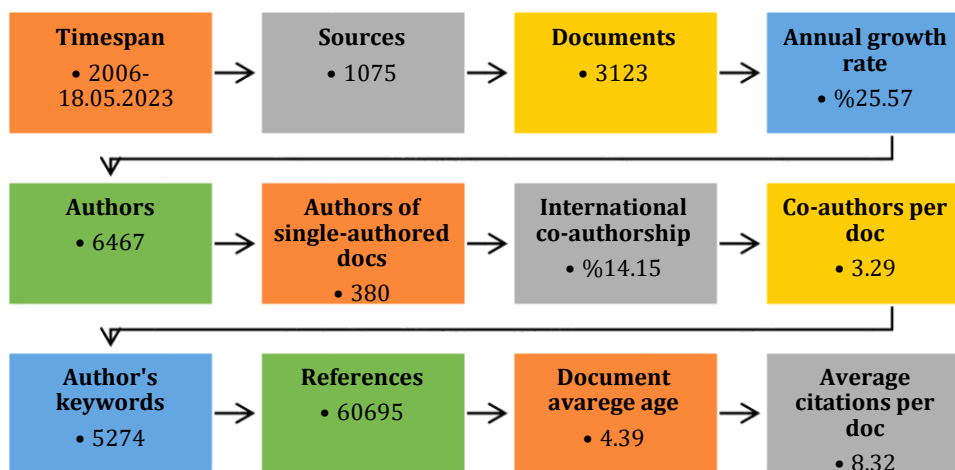 Timespan
• 2006-
18.05.2023
Sources
• 1075
Documents
• 3123
Annual growth
rate
• %25.57
Authors
• 6467
Authors of
single-authored
docs
• 380
International
co-authorship
• %14.15
Co-authors per
doc
• 3.29
Author's
keywords
• 5274
References
• 60695
Document
avarege age
• 4.39
Average
citations per
doc
• 8.32